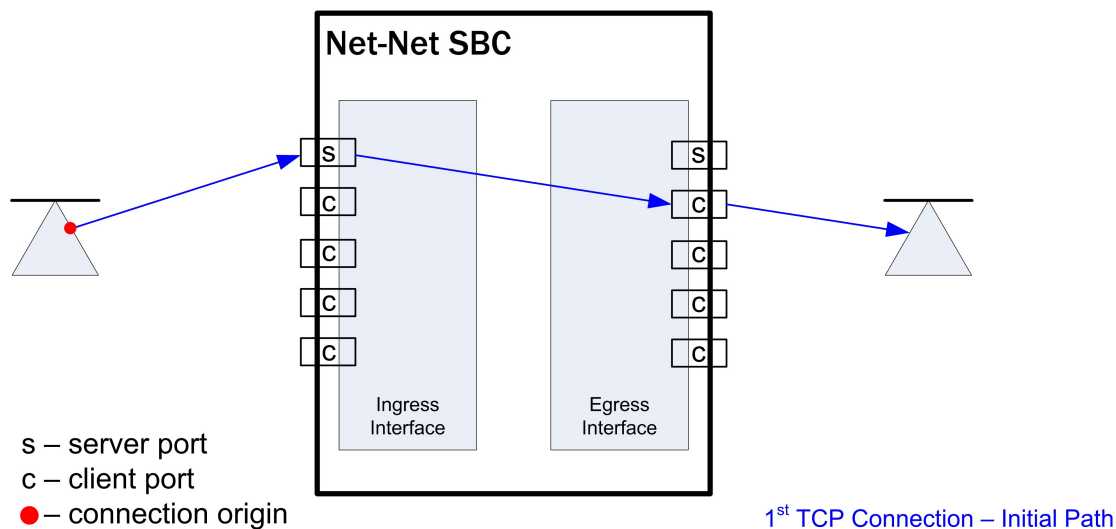 Net-Net SBC
s
s
c
c
c
c
c
c
c
c
Ingress
Interface
Egress
Interface
s – server port
c – client port
– connection origin
1st TCP Connection – Initial Path